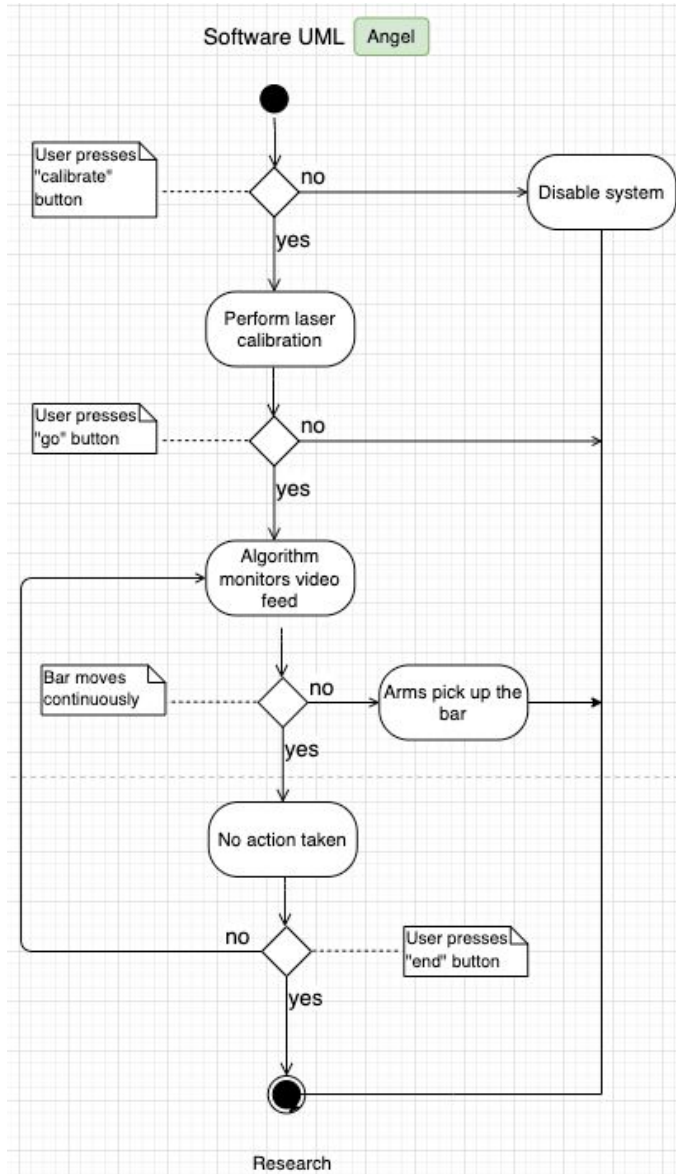 Software UML Angel
User presses
"calibrate"
button
no
Disable system
yes
Perform laser
calibration
User presses
"go" button
no
yes
Algorithm
monitors video
feed
Bar moves
continuously
no
Arms pick up the
bar
yes
No action taken
no
User presses
"end" button
yes
Research